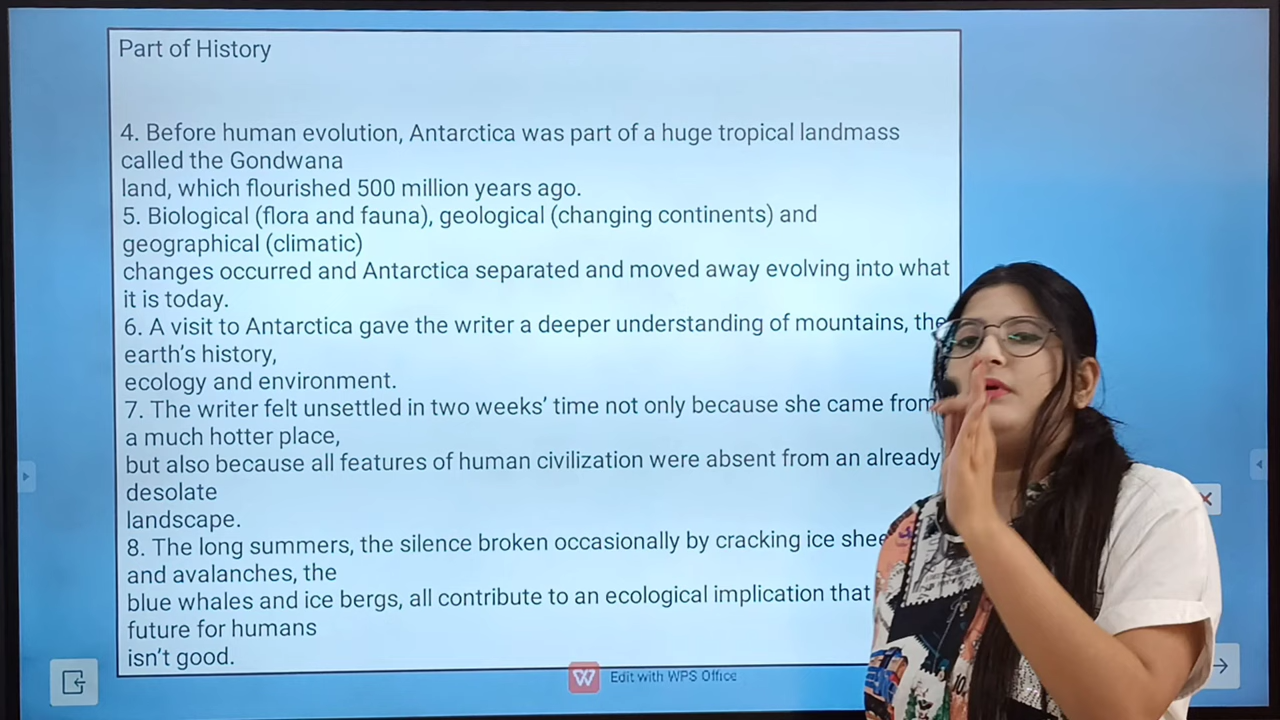 Part of History
4. Before human evolution, Antarctica was part of a huge tropical landmass
called the Gondwana
land, which flourished 500 million years ago.
5. Biological (flora and fauna), geological (changing continents) and
geographical (climatic)
changes occurred and Antarctica separated and moved away evolving into what
it is today.
6. A visit to Antarctica gave the writer a deeper understanding of mountains, the
earth's history,
ecology and environment.
7. The writer felt unsettled in two weeks' time not only because she came from
a much hotter place,
but also because all features of human civilization were absent from an already
desolate
landscape.
8. The long summers, the silence broken occasionally by cracking ice
and avalanches, the
blue whales and ice bergs, all contribute to an ecological implication that
future for humans
isn't good.
Edit with WPS Office